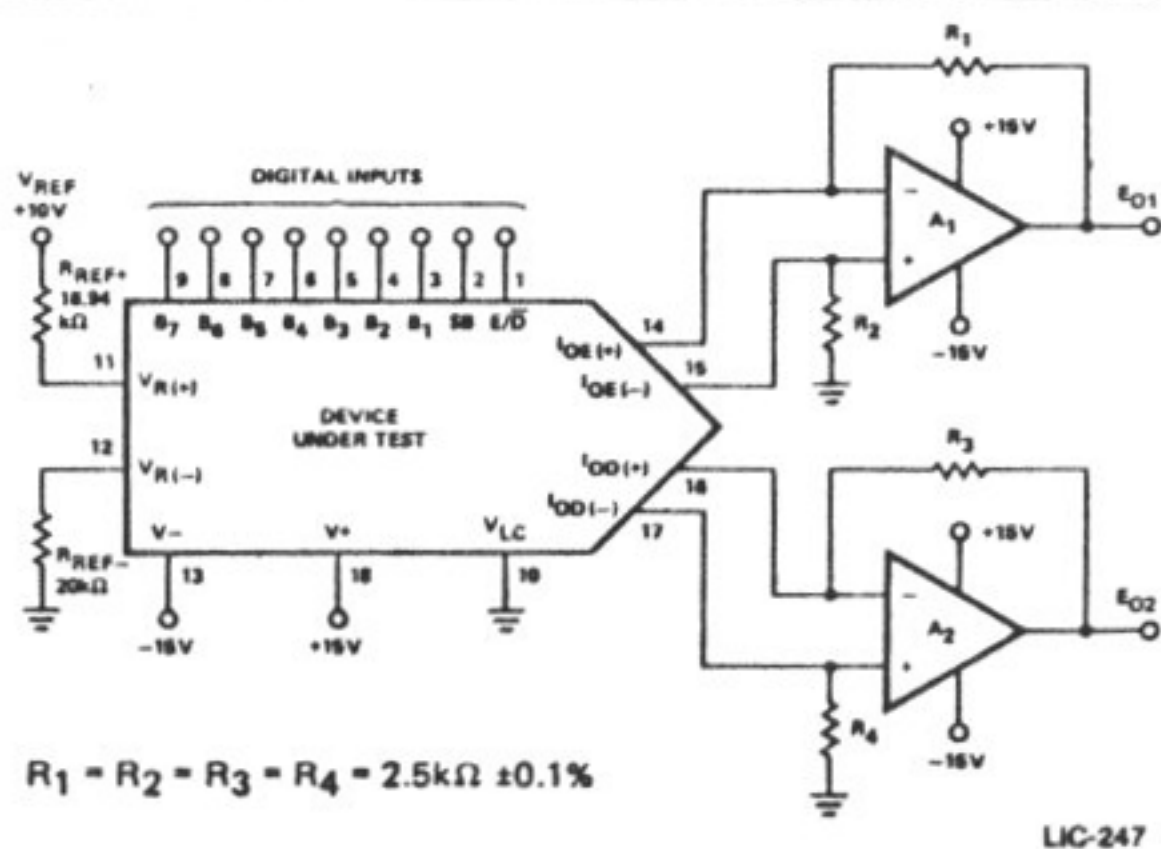 R1
+15V
VREF
+10V
DIGITAL INPUTS
A1
EO1
RREF+
18.94
kΩ
9 8 7 6 5 4 3 2 1
B7 B6 B5 B4 B3 B2 B1 SB E/D̅
14
IOE(+)
R2
-15V
11
VR(+)
15
IOE(−)
DEVICE
UNDER TEST
12
VR(−)
IOD(+)
16
R3
IOD(−)
17
+15V
V− V+ VLC
RREF−
20kΩ
13 18 10
A2
EO2
−15V +15V
R4
−15V
R1 = R2 = R3 = R4 = 2.5kΩ ±0.1%
LIC-247